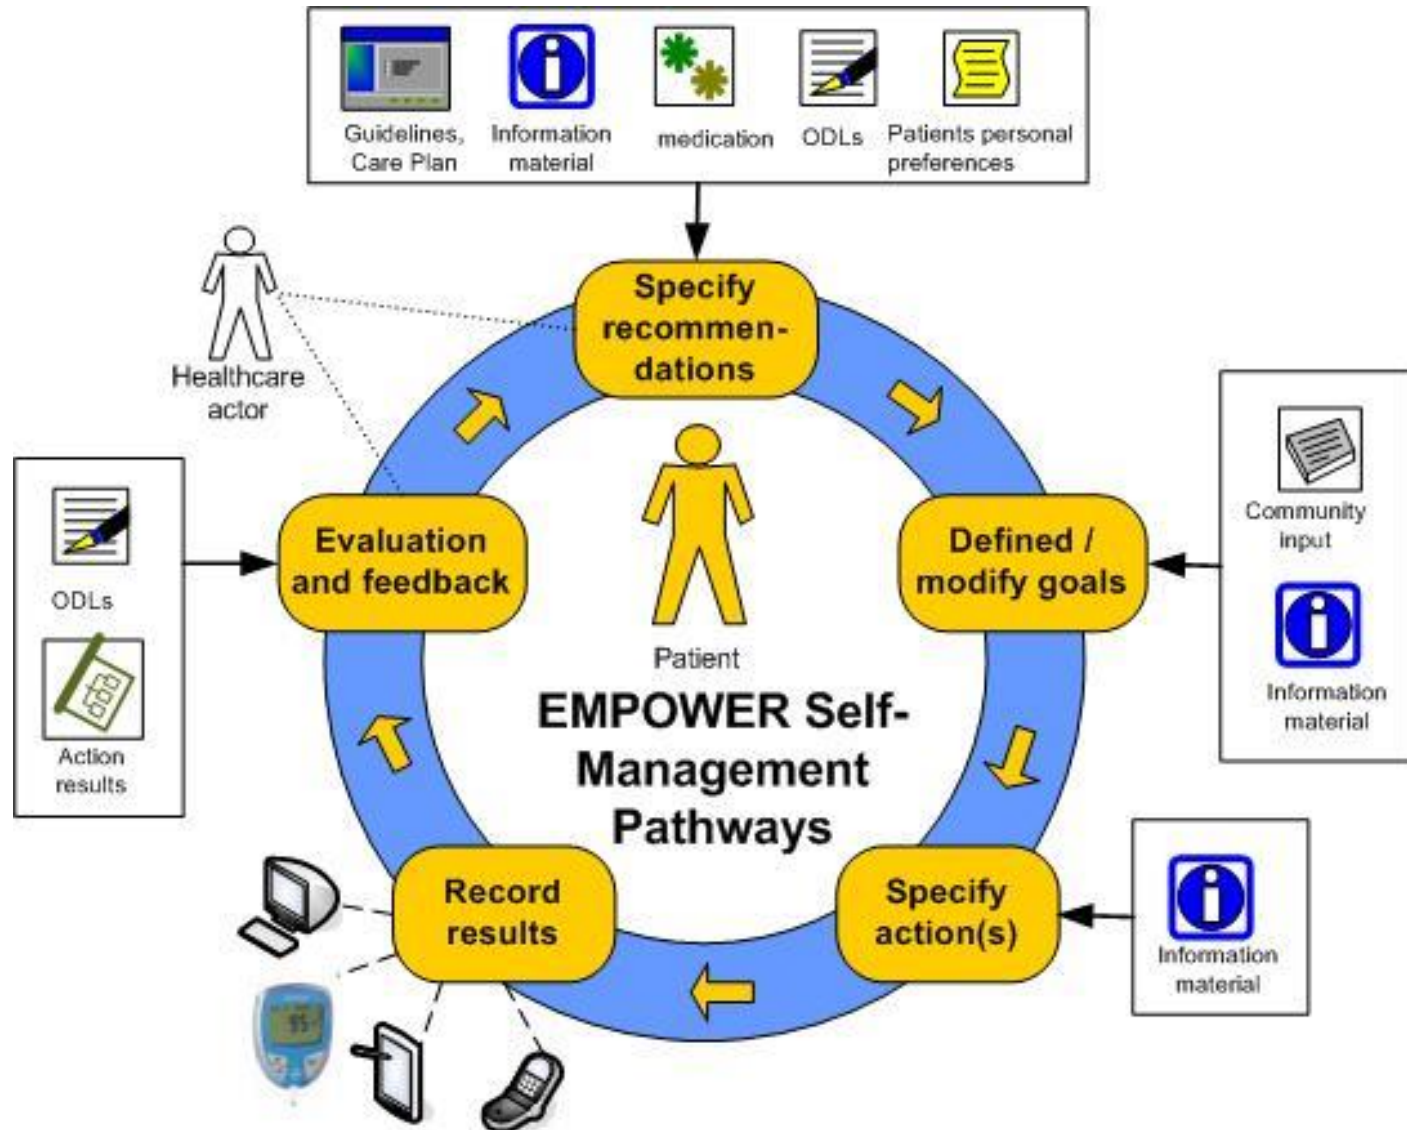 Guidelines,
Care Plan
Information
material
medication
ODLs
Patients personal
preferences
Healthcare
actor
Specify
recommen-
dations
Evaluation
and feedback
Defined /
modify goals
Community
input
Information
material
ODLs
Action
results
Patient
EMPOWER Self-
Management
Pathways
Record
results
Specify
action(s)
Information
material
95